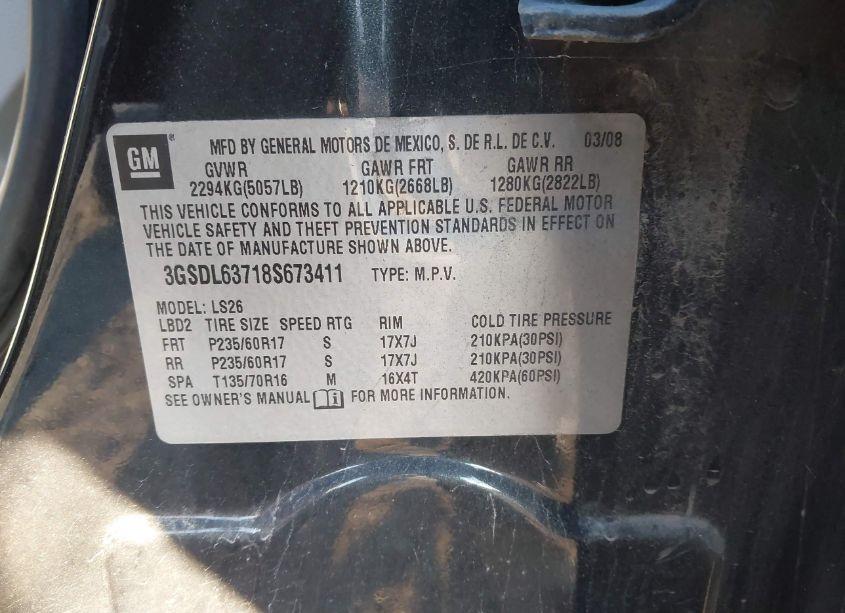 GM ® MFD BY GENERAL MOTORS DE MEXICO, S. DE R.L. DE C.V. 03/08
GVWR GAWR FRT GAWR RR
2294KG(5057LB) 1210KG(2668LB) 1280KG(2822LB)
THIS VEHICLE CONFORMS TO ALL APPLICABLE U.S. FEDERAL MOTOR
VEHICLE SAFETY AND THEFT PREVENTION STANDARDS IN EFFECT ON
THE DATE OF MANUFACTURE SHOWN ABOVE.
3GSDL63718S673411 TYPE: M.P.V.
MODEL: LS26
LBD2 TIRE SIZE SPEED RTG RIM COLD TIRE PRESSURE
FRT P235/60R17 S 17X7J 210KPA(30PSI)
RR P235/60R17 S 17X7J 210KPA(30PSI)
SPA T135/70R16 M 16X4T 420KPA(60PSI)
SEE OWNER'S MANUAL FOR MORE INFORMATION.